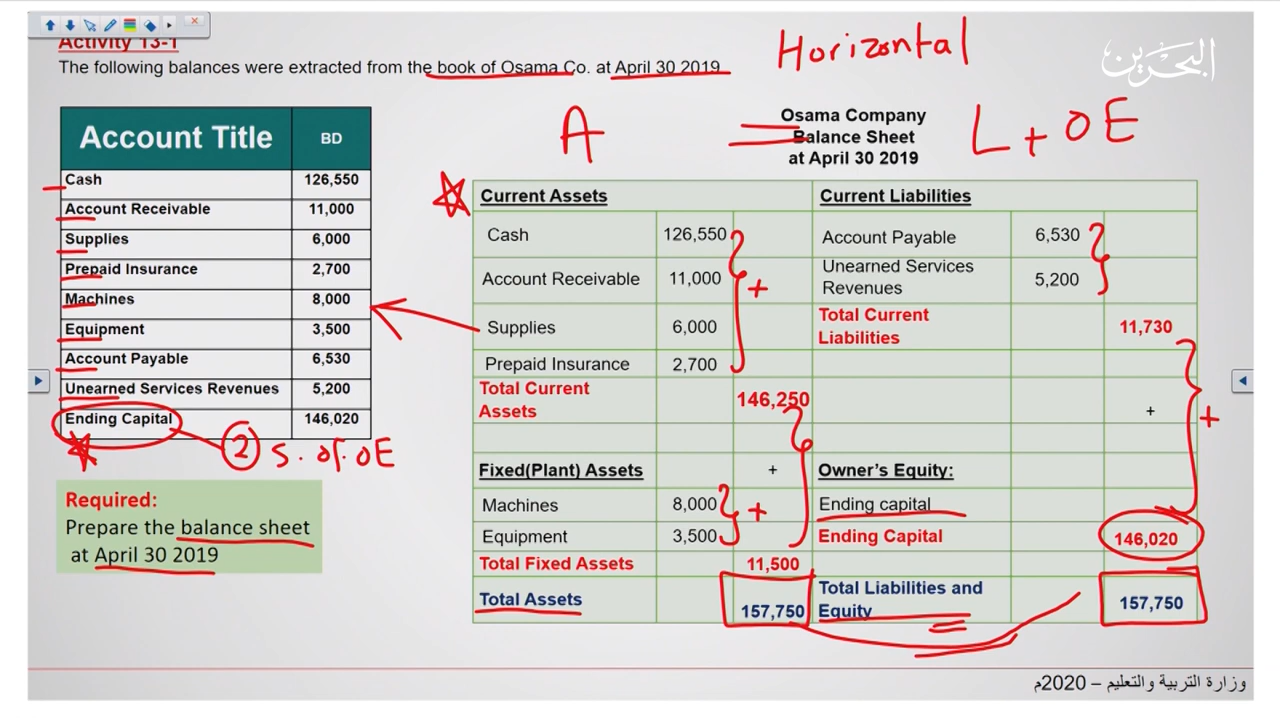 Activity 13-1
The following balances were extracted from the book of Osama Co. at April 30 2019
Horizontal
البحرين
Account Title BD
Cash 126,550
Account Receivable 11,000
Supplies 6,000
Prepaid Insurance 2,700
Machines 8,000
Equipment 3,500
Account Payable 6,530
Unearned Services Revenues 5,200
Ending Capital 146,020
2 S. of. OE
Required:
Prepare the balance sheet
at April 30 2019
A = L + OE
Osama Company
Balance Sheet
at April 30 2019
Current Assets Current Liabilities
Cash 126,550 Account Payable 6,530
Account Receivable 11,000 + Unearned Services
Revenues 5,200
Supplies 6,000 Total Current
Liabilities 11,730
Prepaid Insurance 2,700
Total Current
Assets 146,250 + +
Fixed(Plant) Assets + Owner's Equity:
Machines 8,000 + Ending capital
Equipment 3,500 Ending Capital 146,020
Total Fixed Assets 11,500
Total Assets 157,750 Total Liabilities and
Equity 157,750
وزارة التربية والتعليم – 2020م